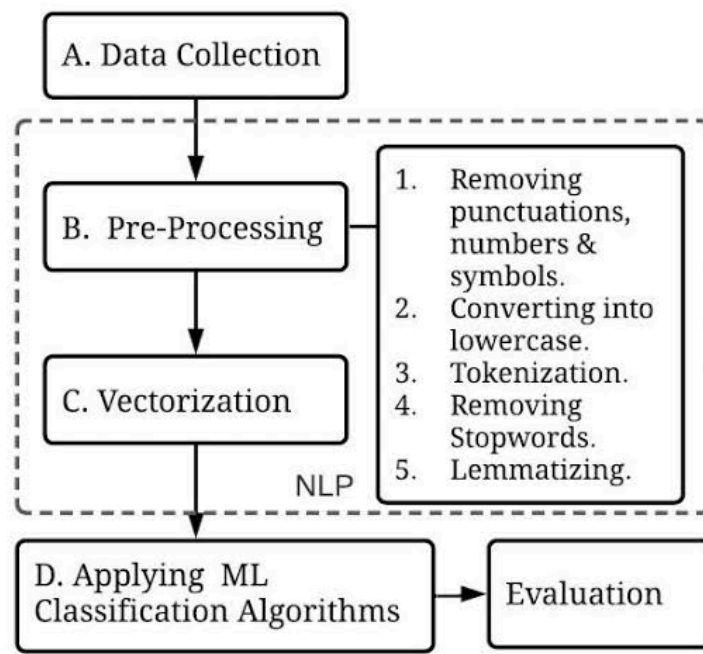 A. Data Collection
B. Pre-Processing
1. Removing
punctuations,
numbers &
symbols.
2. Converting into
lowercase.
3. Tokenization.
4. Removing
Stopwords.
5. Lemmatizing.
C. Vectorization
NLP
D. Applying ML
Classification Algorithms
Evaluation